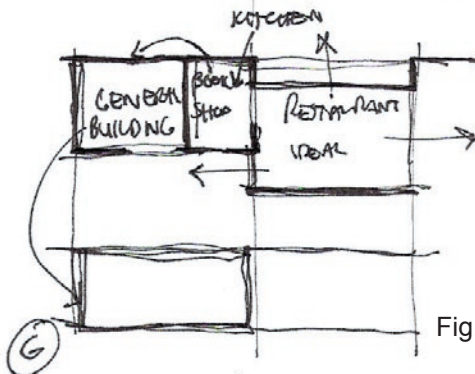 KITCHEN
GENERAL
BUILDING
BOOK
SHOP
RESTAURANT
IDEAL
G
Fig